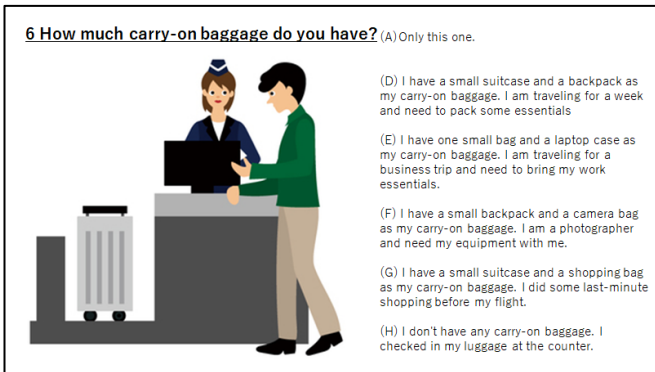 6 How much carry-on baggage do you have? (A)Only this one.
(D) I have a small suitcase and a backpack as
my carry-on baggage. I am traveling for a week
and need to pack some essentials
(E) I have one small bag and a laptop case as
my carry-on baggage. I am traveling for a
business trip and need to bring my work
essentials.
(F) I have a small backpack and a camera bag
as my carry-on baggage. I am a photographer
and need my equipment with me.
(G) I have a small suitcase and a shopping bag
as my carry-on baggage. I did some last-minute
shopping before my flight.
(H) I don't have any carry-on baggage. I
checked in my luggage at the counter.